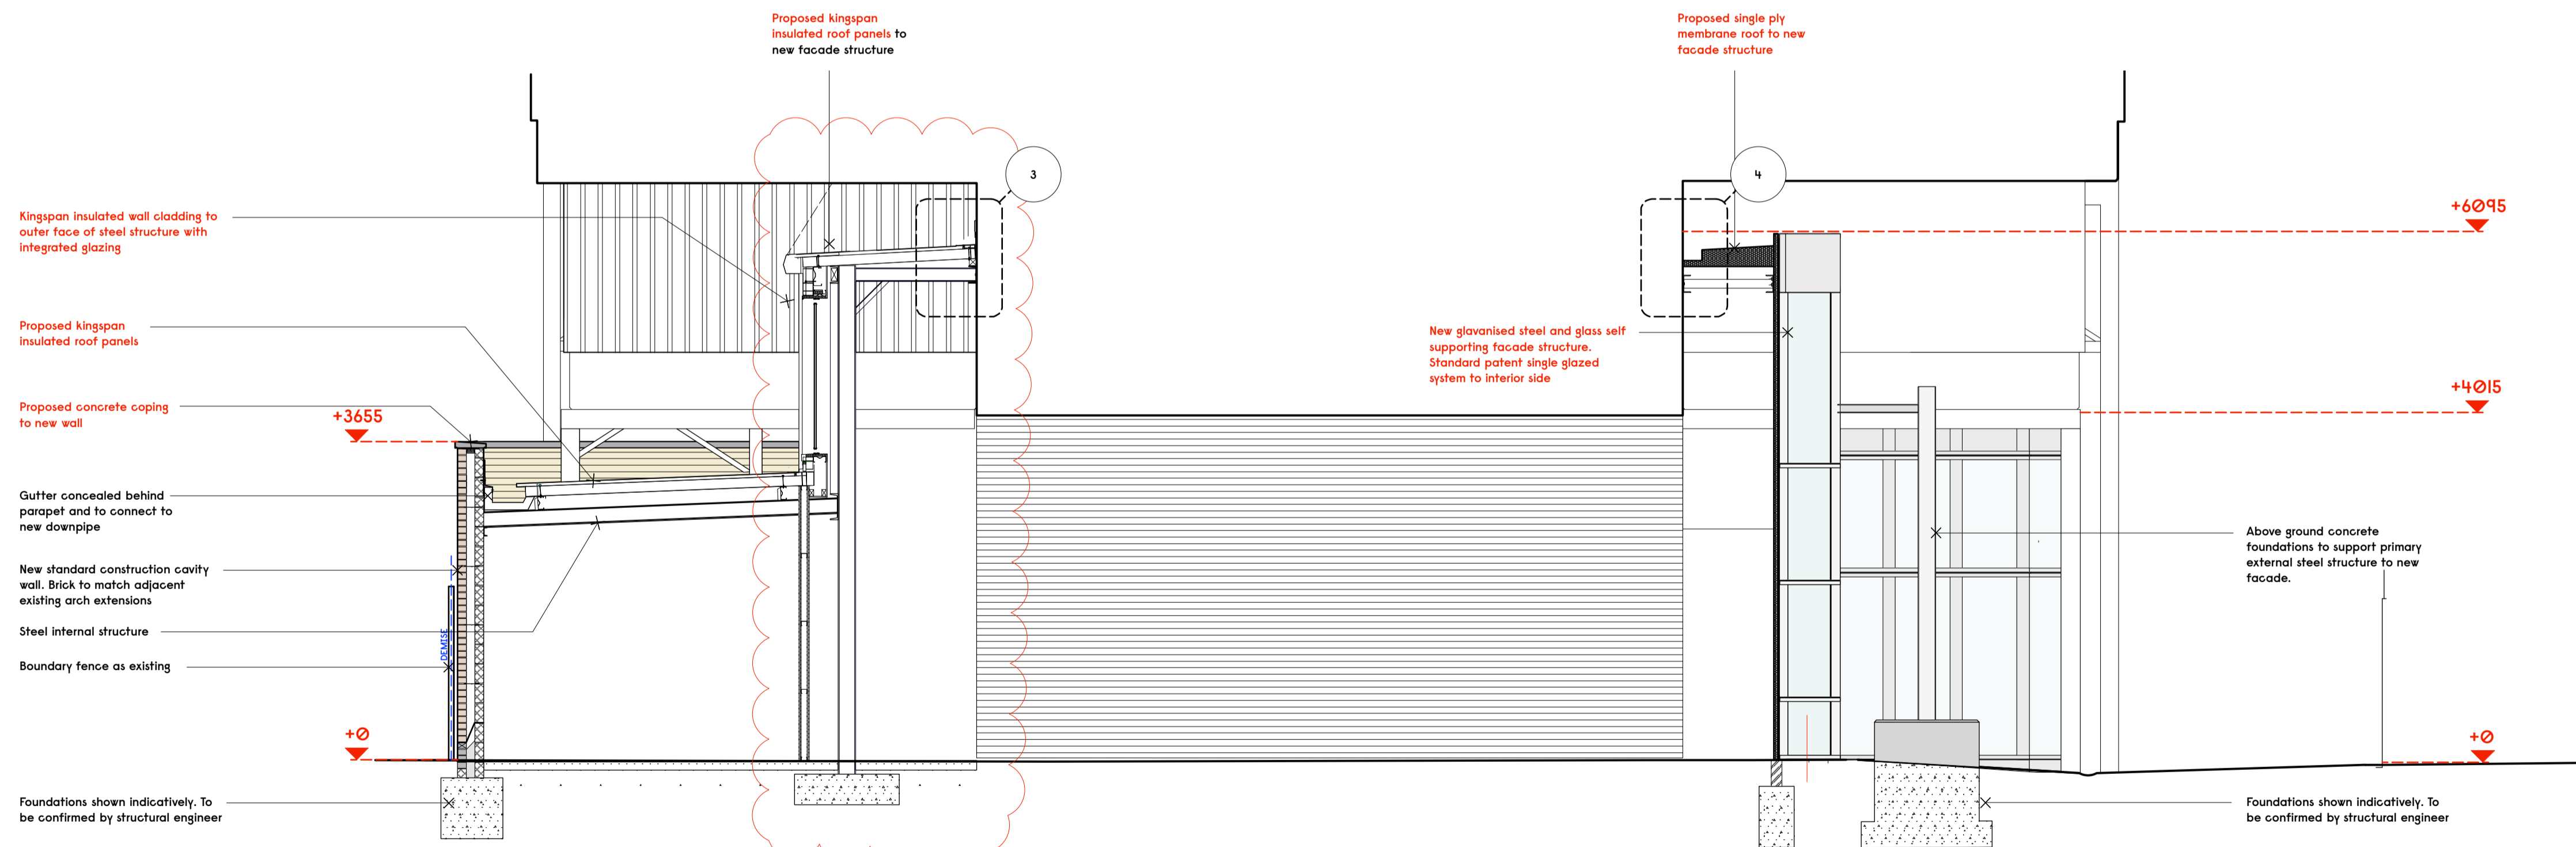 Proposed kingspan
insulated roof panels to
new facade structure
Proposed single ply
membrane roof to new
facade structure
3
4
Kingspan insulated wall cladding to
outer face of steel structure with
integrated glazing
Proposed kingspan
insulated roof panels
Proposed concrete coping
to new wall
+3655
Gutter concealed behind
parapet and to connect to
new downpipe
New standard construction cavity
wall. Brick to match adjacent
existing arch extensions
Steel internal structure
Boundary fence as existing
DEMISE
+0
Foundations shown indicatively. To
be confirmed by structural engineer
New glavanised steel and glass self
supporting facade structure.
Standard patent single glazed
system to interior side
+6095
+4015
Above ground concrete
foundations to support primary
external steel structure to new
facade.
+0
Foundations shown indicatively. To
be confirmed by structural engineer